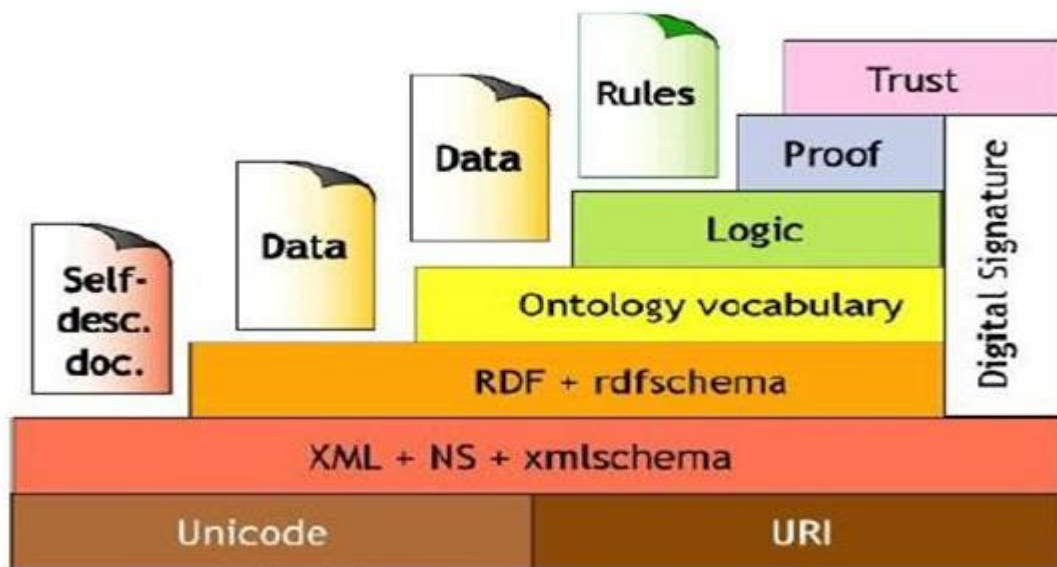 Rules
Trust
Data
Proof
Data
Logic
Self-
desc.
doc.
Ontology vocabulary
Digital Signature
RDF + rdfschema
XML + NS + xmlschema
Unicode
URI